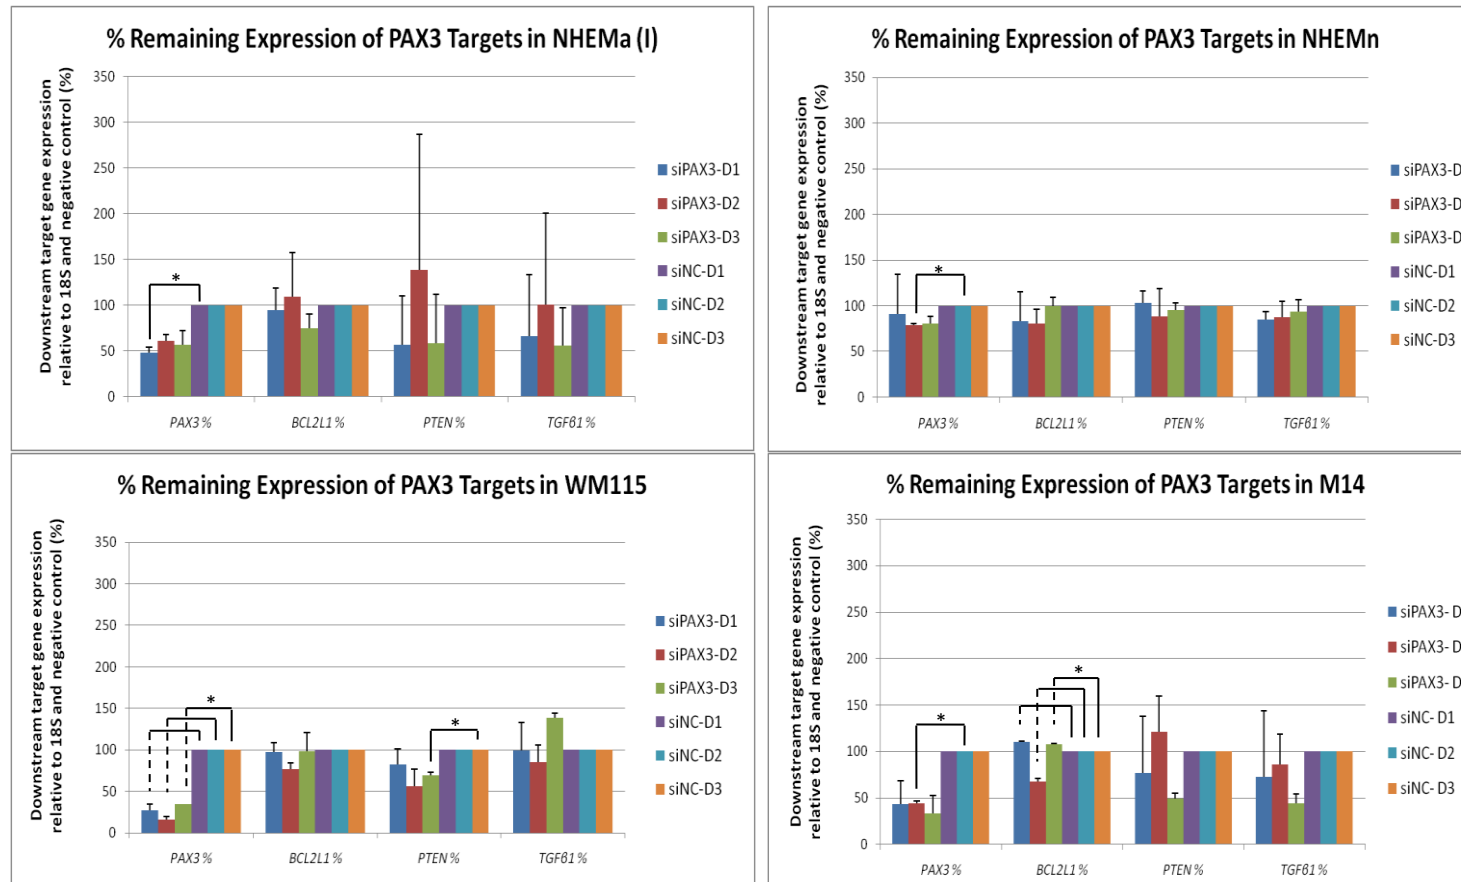 % Remaining Expression of PAX3 Targets in NHEMa (I)
Downstream target gene expression
relative to 18S and negative control (%)
350
300
250
200
150
100
50
0
*
PAX3 %
BCL2L1 %
PTEN %
TGFβ1 %
siPAX3-D1
siPAX3-D2
siPAX3-D3
siNC-D1
siNC-D2
siNC-D3
% Remaining Expression of PAX3 Targets in NHEMn
Downstream target gene expression
relative to 18S and negative control (%)
350
300
250
200
150
100
50
0
*
PAX3 %
BCL2L1 %
PTEN %
TGFβ1 %
siPAX3-D
siPAX3-D
siPAX3-D
siNC-D1
siNC-D2
siNC-D3
% Remaining Expression of PAX3 Targets in WM115
Downstream target gene expression
relative to 18S and negative control (%)
350
300
250
200
150
100
50
0
*
*
PAX3 %
BCL2L1 %
PTEN %
TGFβ1 %
siPAX3-D1
siPAX3-D2
siPAX3-D3
siNC-D1
siNC-D2
siNC-D3
% Remaining Expression of PAX3 Targets in M14
Downstream target gene expression
relative to 18S and negative control (%)
350
300
250
200
150
100
50
0
*
*
PAX3 %
BCL2L1 %
PTEN %
TGFβ1 %
siPAX3- D
siPAX3- D
siPAX3- D
siNC- D1
siNC- D2
siNC- D3